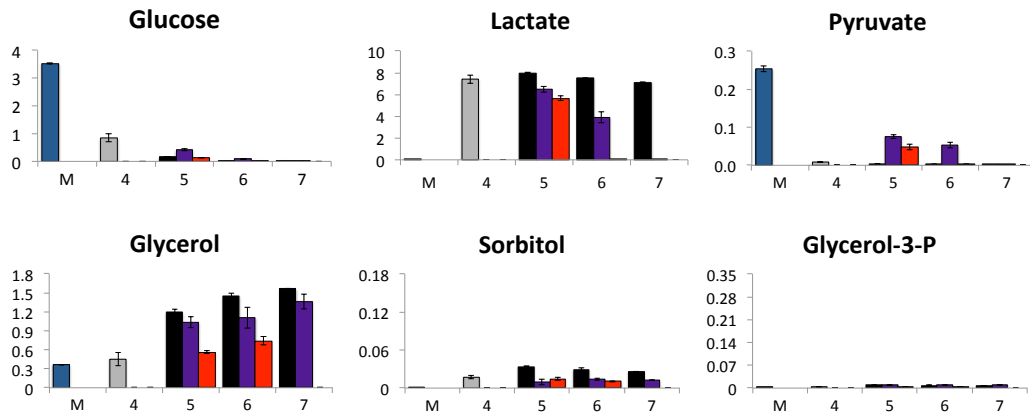 Glucose
4
3
2
1
0
M 4 5 6 7
Lactate
10
8
6
4
2
0
M 4 5 6 7
Pyruvate
0.3
0.2
0.1
0.0
M 4 5 6 7
Glycerol
1.8
1.5
1.2
0.9
0.6
0.3
0
M 4 5 6 7
Sorbitol
0.18
0.12
0.06
0
M 4 5 6 7
Glycerol-3-P
0.35
0.28
0.21
0.14
0.07
0
M 4 5 6 7